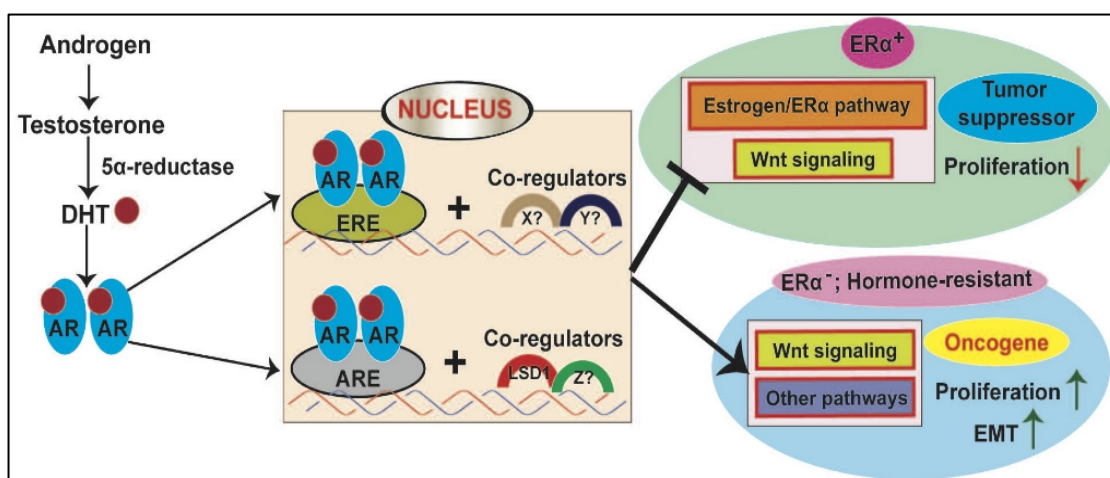 Androgen
Testosterone
5α-reductase
DHT
AR AR
NUCLEUS
AR AR
ERE
+
Co-regulators
X? Y?
AR AR
ARE
+
Co-regulators
LSD1 Z?
ERα+
Estrogen/ERα pathway
Wnt signaling
Tumor
suppressor
Proliferation
ERα-; Hormone-resistant
Wnt signaling
Other pathways
Oncogene
Proliferation
EMT